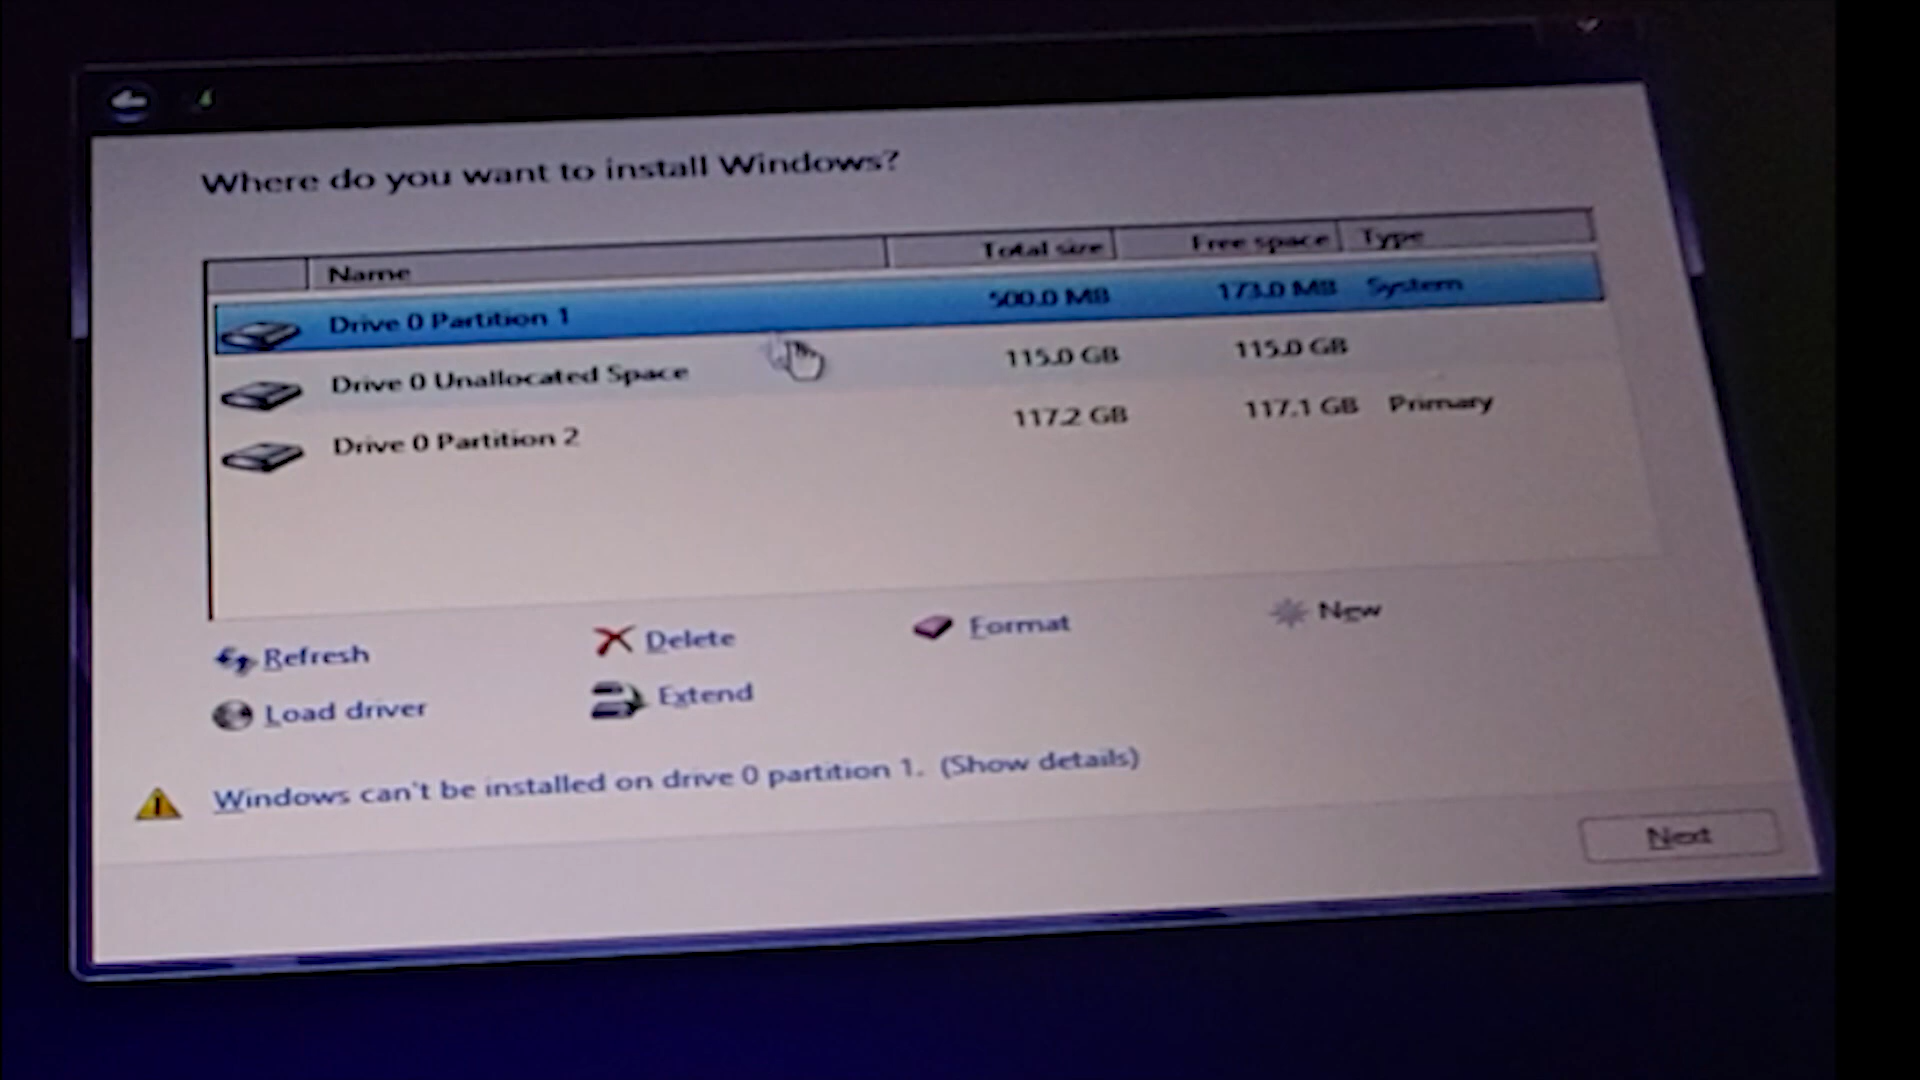 Where do you want to install Windows?
Name Total size Free space Type
Drive 0 Partition 1 500.0 MB 173.0 MB System
Drive 0 Unallocated Space 115.0 GB 115.0 GB
Drive 0 Partition 2 117.2 GB 117.1 GB Primary
Refresh Delete Format New
Load driver Extend
Windows can't be installed on drive 0 partition 1. (Show details)
Next